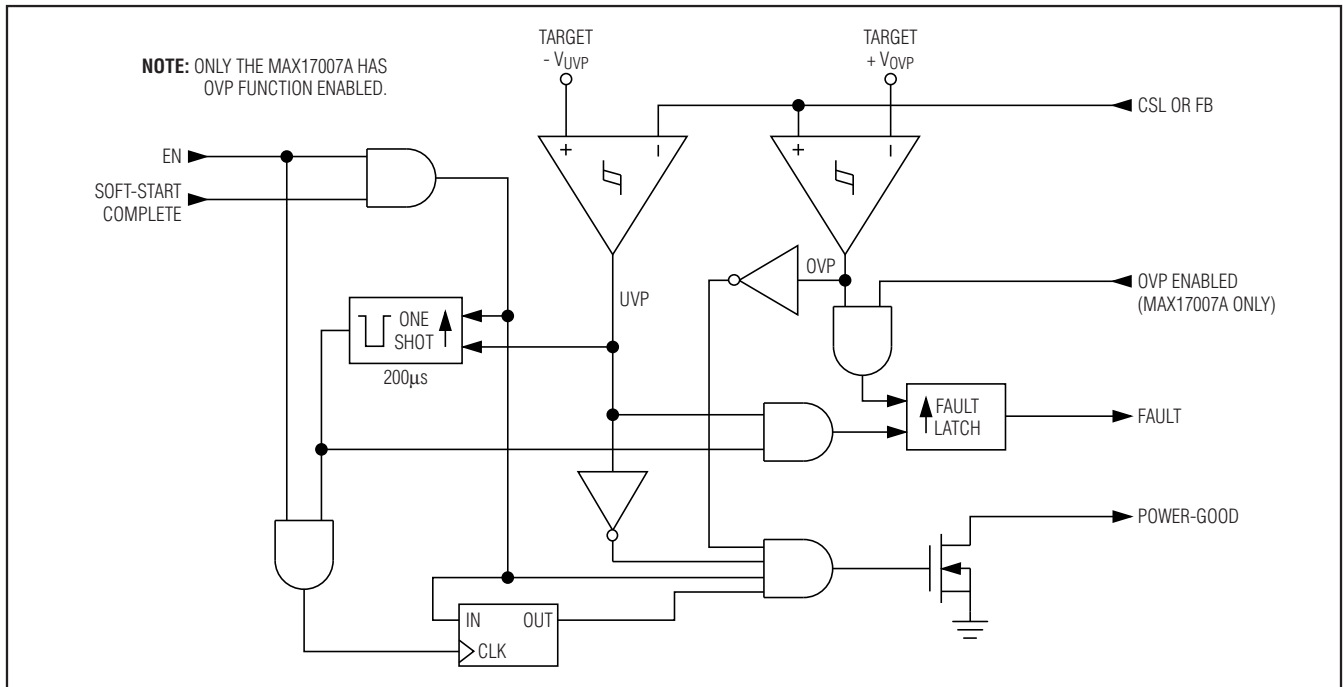 NOTE: ONLY THE MAX17007A HAS
OVP FUNCTION ENABLED.
TARGET
- VUVP
TARGET
+ VOVP
CSL OR FB
EN
SOFT-START
COMPLETE
+
−
+
−
OVP
OVP ENABLED
(MAX17007A ONLY)
UVP
ONE
SHOT
200µs
FAULT
LATCH
FAULT
POWER-GOOD
IN
OUT
CLK